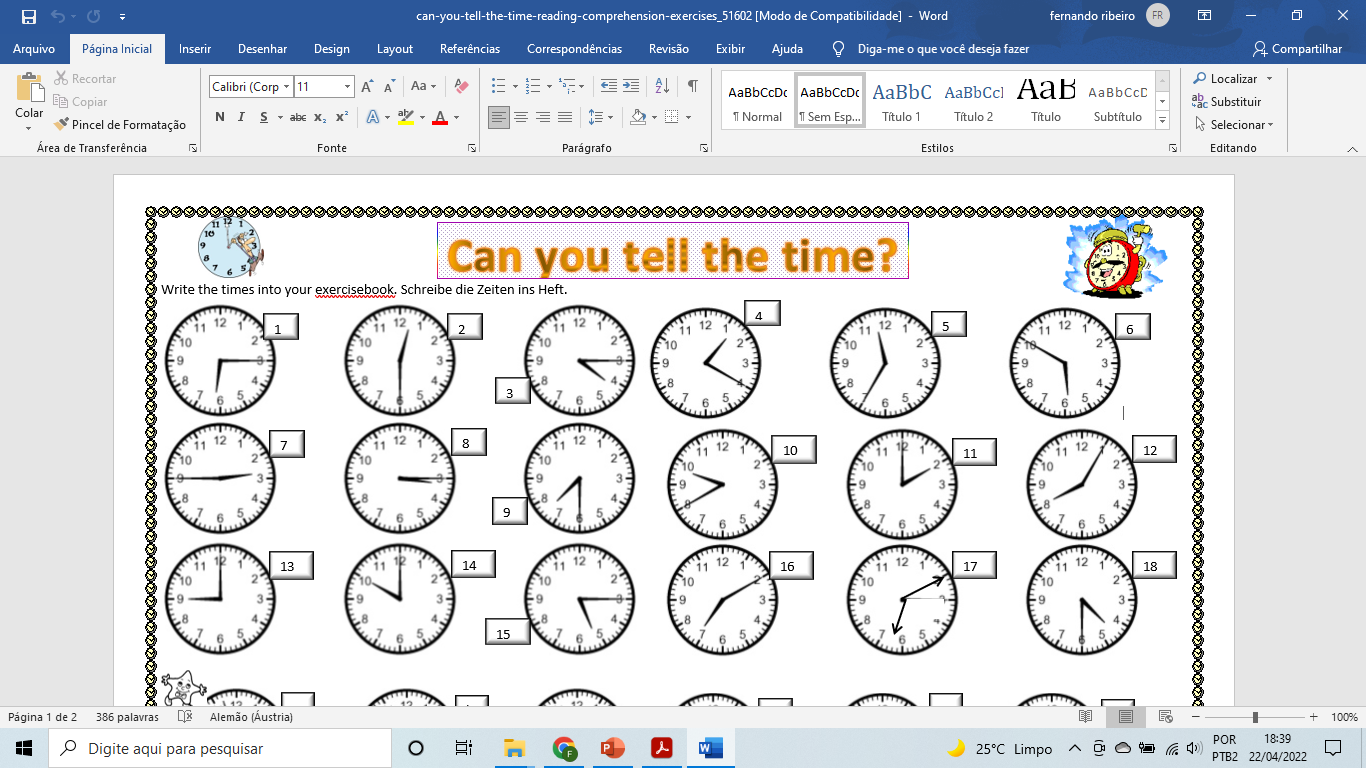 can-you-tell-the-time-reading-comprehension-exercises_51602 [Modo de Compatibilidade] - Word
fernando ribeiro
FR
Arquivo Página Inicial Inserir Desenhar Design Layout Referências Correspondências Revisão Exibir Ajuda Diga-me o que você deseja fazer Compartilhar
Colar
Recortar
Copiar
Pincel de Formatação
Área de Transferência
Calibri (Corp 11
N I S abc x₂ x²
Fonte
Parágrafo
AaBbCcDc AaBbCcDc AaBbC AaBbCcI AaB AaBbCcD
¶ Normal ¶ Sem Esp... Título 1 Título 2 Título Subtítulo
Estilos
Localizar
Substituir
Selecionar
Editando
Can you tell the time?
Write the times into your exercisebook. Schreibe die Zeiten ins Heft.
1 2 3 4 5 6
7 8 9 10 11 12
13 14 15 16 17 18
Página 1 de 2 386 palavras Alemão (Áustria) 100%
Digite aqui para pesquisar
25°C Limpo
POR
PTB2
18:39
22/04/2022